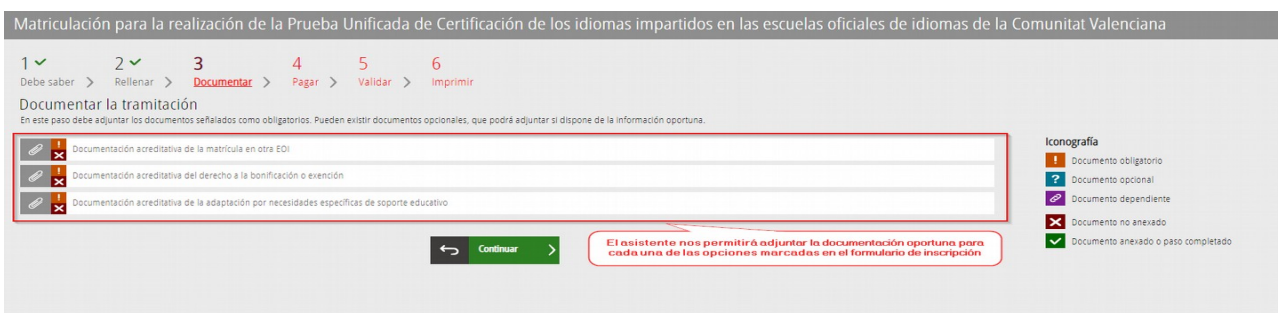 Matriculación para la realización de la Prueba Unificada de Certificación de los idiomas impartidos en las escuelas oficiales de idiomas de la Comunitat Valenciana
1 2 3 4 5 6
Debe saber > Rellenar > Documentar > Pagar > Validar > Imprimir
Documentar la tramitación
En este paso debe adjuntar los documentos señalados como obligatorios. Pueden existir documentos opcionales, que podrá adjuntar si dispone de la información oportuna.
Documentación acreditativa de la matrícula en otra EOI
Documentación acreditativa del derecho a la bonificación o exención
Documentación acreditativa de la adaptación por necesidades específicas de soporte educativo
Continuar
El asistente nos permitirá adjuntar la documentación oportuna para
cada una de las opciones marcadas en el formulario de inscripción
Iconografía
! Documento obligatorio
? Documento opcional
Documento dependiente
Documento no anexado
Documento anexado o paso completado